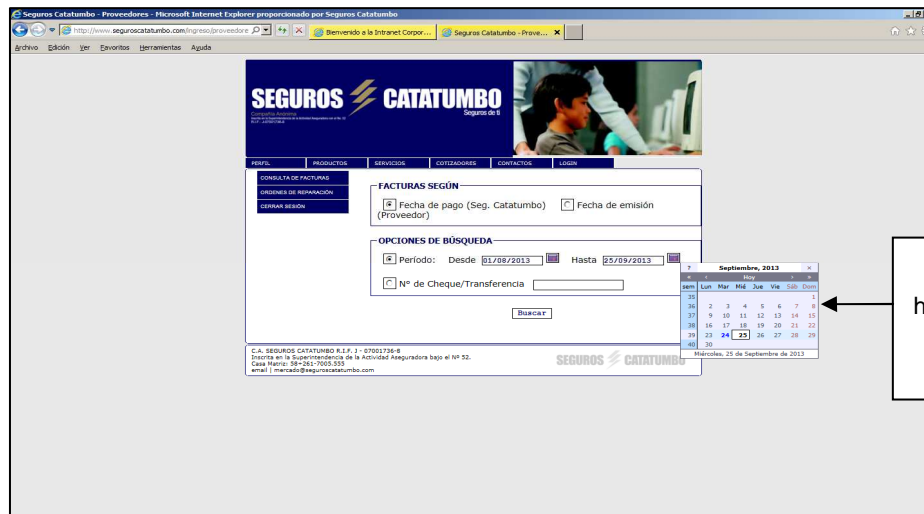 Seguros Catatumbo - Proveedores - Microsoft Internet Explorer proporcionado por Seguros Catatumbo
http://www.seguroscatatumbo.com/ingreso/proveedore
Bienvenido a la Intranet Corpor...
Seguros Catatumbo - Prove...
Archivo Edición Ver Favoritos Herramientas Ayuda
SEGUROS CATATUMBO
Compañía Anónima
Seguros de ti
PERFIL PRODUCTOS SERVICIOS COTIZADORES CONTACTOS LOGIN
CONSULTA DE FACTURAS
ORDENES DE REPARACIÓN
CERRAR SESIÓN
FACTURAS SEGÚN
Fecha de pago (Seg. Catatumbo) Fecha de emisión
(Proveedor)
OPCIONES DE BÚSQUEDA
Período: Desde 01/08/2013 Hasta 25/09/2013
Nº de Cheque/Transferencia
Buscar
? Septiembre, 2013 ×
« ‹ Hoy › »
sem Lun Mar Mié Jue Vie Sáb Dom
35 1
36 2 3 4 5 6 7 8
37 9 10 11 12 13 14 15
38 16 17 18 19 20 21 22
39 23 24 25 26 27 28 29
40 30
Miércoles, 25 de Septiembre de 2013
h
C.A. SEGUROS CATATUMBO R.I.F. J - 07001736-8
Inscrita en la Superintendencia de la Actividad Aseguradora bajo el Nº 52.
Casa Matriz: 58+261-7005.555
email | mercado@seguroscatatumbo.com
SEGUROS CATATUMBO